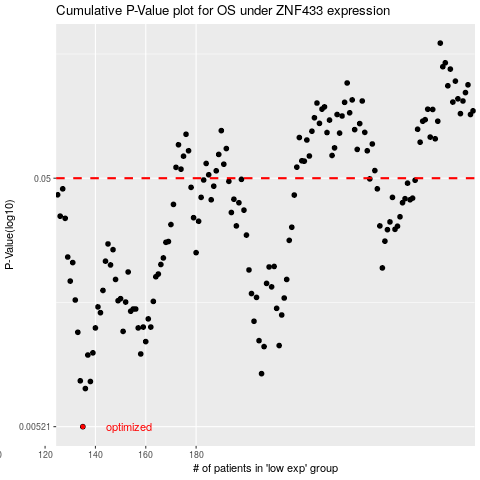 Cumulative P-Value plot for OS under ZNF433 expression
P-Value(log10)
0.05
0.00521
optimized
0 120 140 160 180
# of patients in 'low exp' group